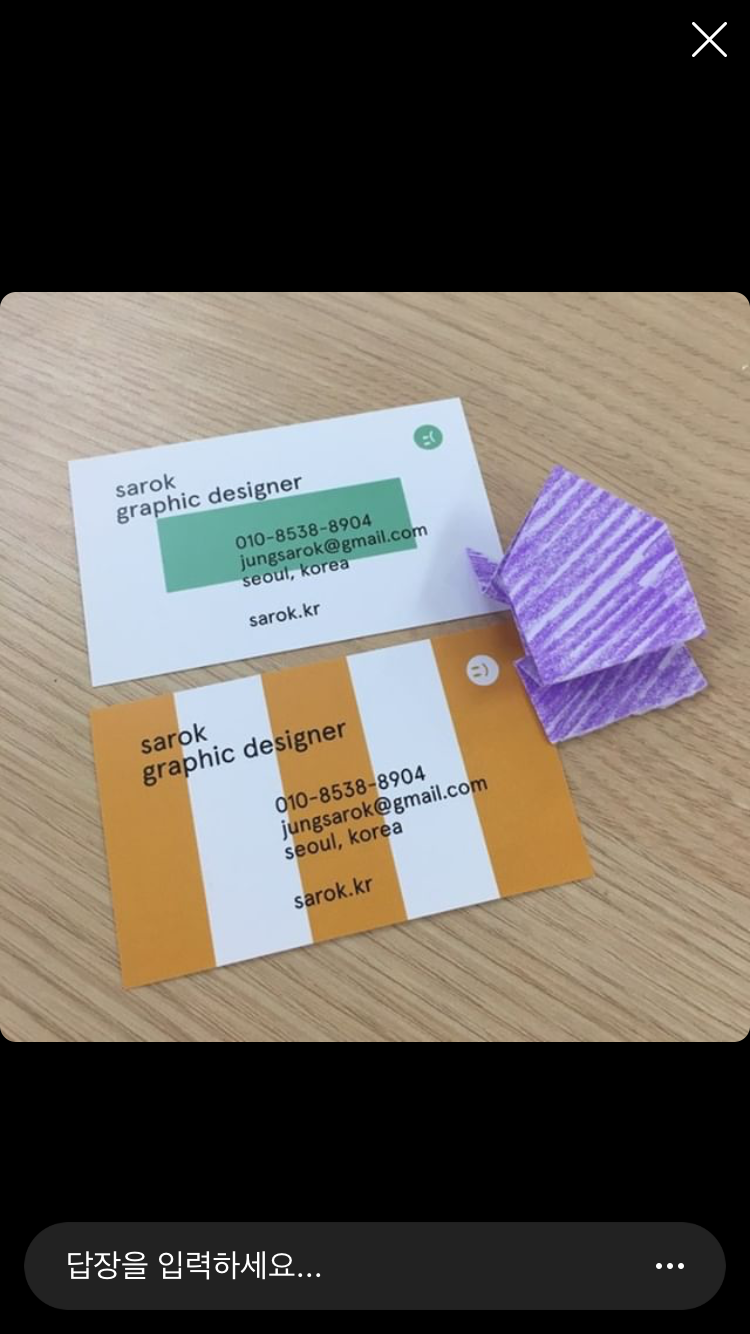 sarok
graphic designer
010-8538-8904
jungsarok@gmail.com
seoul, korea
sarok.kr
sarok
graphic designer
010-8538-8904
jungsarok@gmail.com
seoul, korea
sarok.kr
답장을 입력하세요...